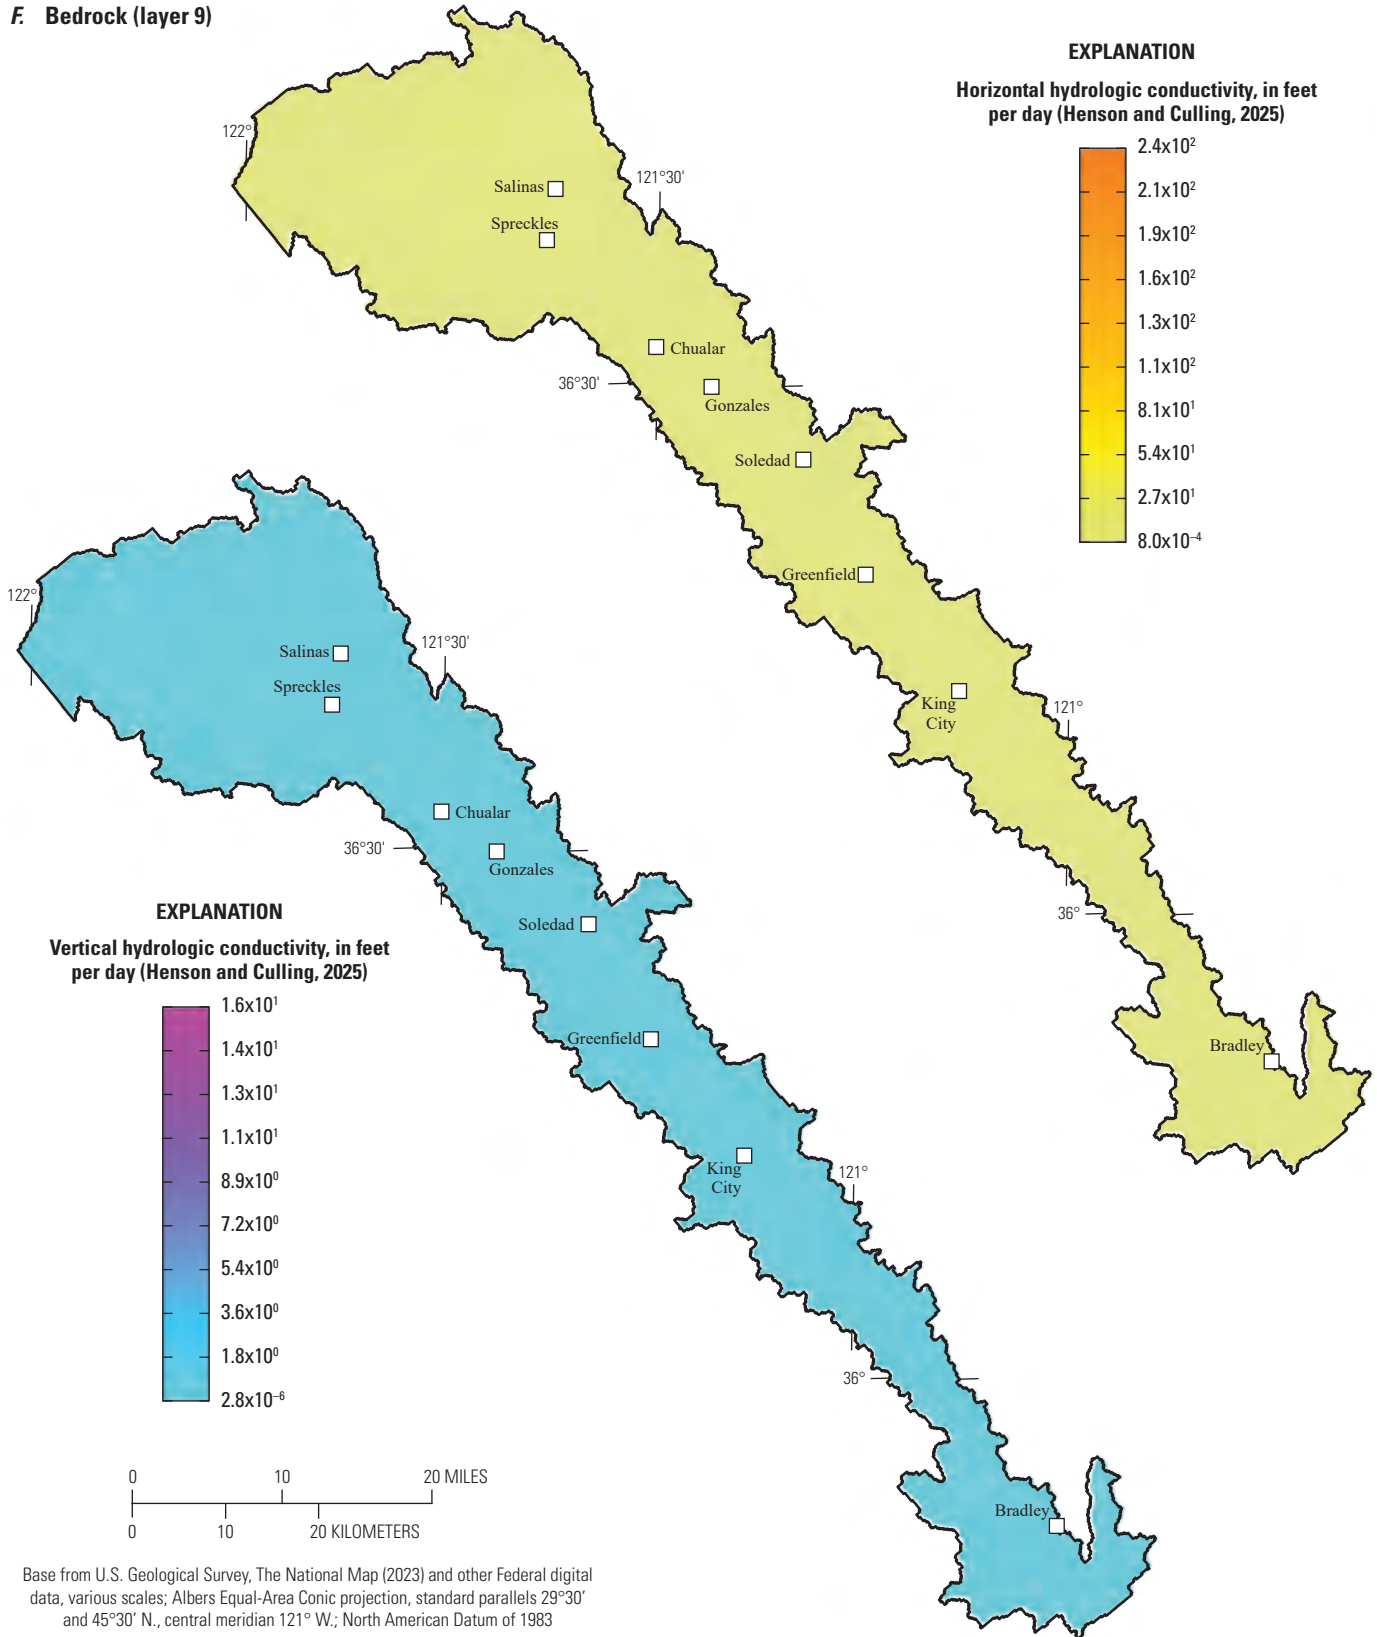 F. Bedrock (layer 9)
EXPLANATION
Horizontal hydrologic conductivity, in feet
per day (Henson and Culling, 2025)
2.4x10²
2.1x10²
1.9x10²
1.6x10²
1.3x10²
1.1x10²
8.1x10¹
5.4x10¹
2.7x10¹
8.0x10⁻⁴
122°
121°30'
Salinas
Spreckles
Chualar
36°30'
Gonzales
Soledad
Greenfield
King
City
121°
36°
Bradley
122°
121°30'
Salinas
Spreckles
Chualar
36°30'
Gonzales
Soledad
Greenfield
King
City
121°
36°
Bradley
EXPLANATION
Vertical hydrologic conductivity, in feet
per day (Henson and Culling, 2025)
1.6x10¹
1.4x10¹
1.3x10¹
1.1x10¹
8.9x10⁰
7.2x10⁰
5.4x10⁰
3.6x10⁰
1.8x10⁰
2.8x10⁻⁶
0 10 20 MILES
0 10 20 KILOMETERS
Base from U.S. Geological Survey, The National Map (2023) and other Federal digital
data, various scales; Albers Equal-Area Conic projection, standard parallels 29°30′
and 45°30′ N., central meridian 121° W.; North American Datum of 1983